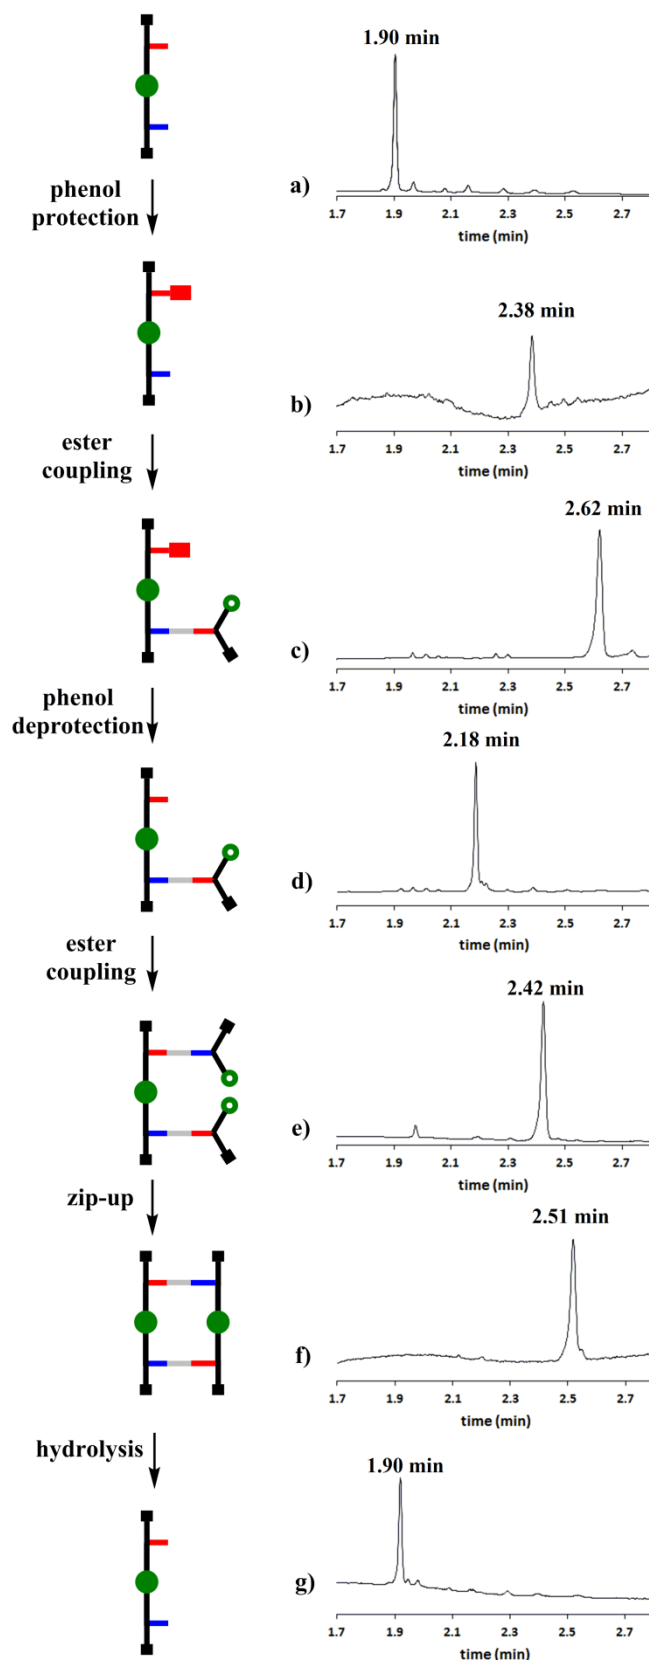 1.90 min
a)
1.7 1.9 2.1 2.3 2.5 2.7
time (min)
phenol
protection
2.38 min
b)
1.7 1.9 2.1 2.3 2.5 2.7
time (min)
ester
coupling
2.62 min
c)
1.7 1.9 2.1 2.3 2.5 2.7
time (min)
phenol
deprotection
2.18 min
d)
1.7 1.9 2.1 2.3 2.5 2.7
time (min)
ester
coupling
2.42 min
e)
1.7 1.9 2.1 2.3 2.5 2.7
time (min)
zip-up
2.51 min
f)
1.7 1.9 2.1 2.3 2.5 2.7
time (min)
hydrolysis
1.90 min
g)
1.7 1.9 2.1 2.3 2.5 2.7
time (min)